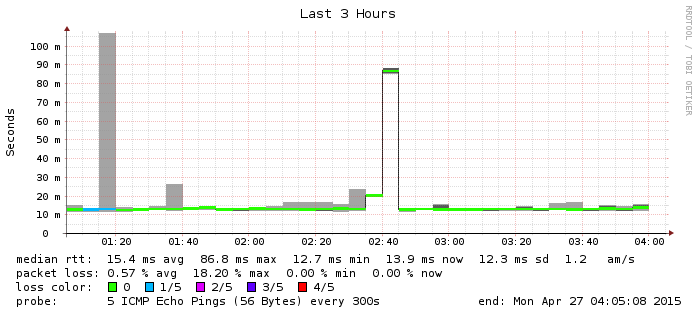 Last 3 Hours
RRDTOOL / TOBI OETIKER
Seconds
100 m
90 m
80 m
70 m
60 m
50 m
40 m
30 m
20 m
10 m
0
01:20 01:40 02:00 02:20 02:40 03:00 03:20 03:40 04:00
median rtt: 15.4 ms avg 86.8 ms max 12.7 ms min 13.9 ms now 12.3 ms sd 1.2 am/s
packet loss: 0.57 % avg 18.20 % max 0.00 % min 0.00 % now
loss color: 0 1/5 2/5 3/5 4/5
probe: 5 ICMP Echo Pings (56 Bytes) every 300s end: Mon Apr 27 04:05:08 2015